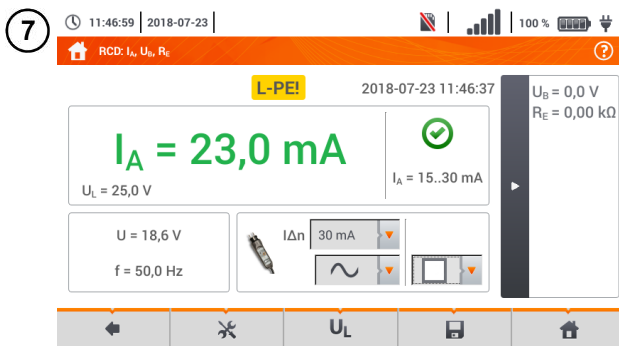 7
11:46:59 2018-07-23 100 %
RCD: IA, UB, RE
L-PE! 2018-07-23 11:46:37
IA = 23,0 mA
UL = 25,0 V
IA = 15..30 mA
UB = 0,0 V
RE = 0,00 kΩ
U = 18,6 V
f = 50,0 Hz
IΔn 30 mA
UL